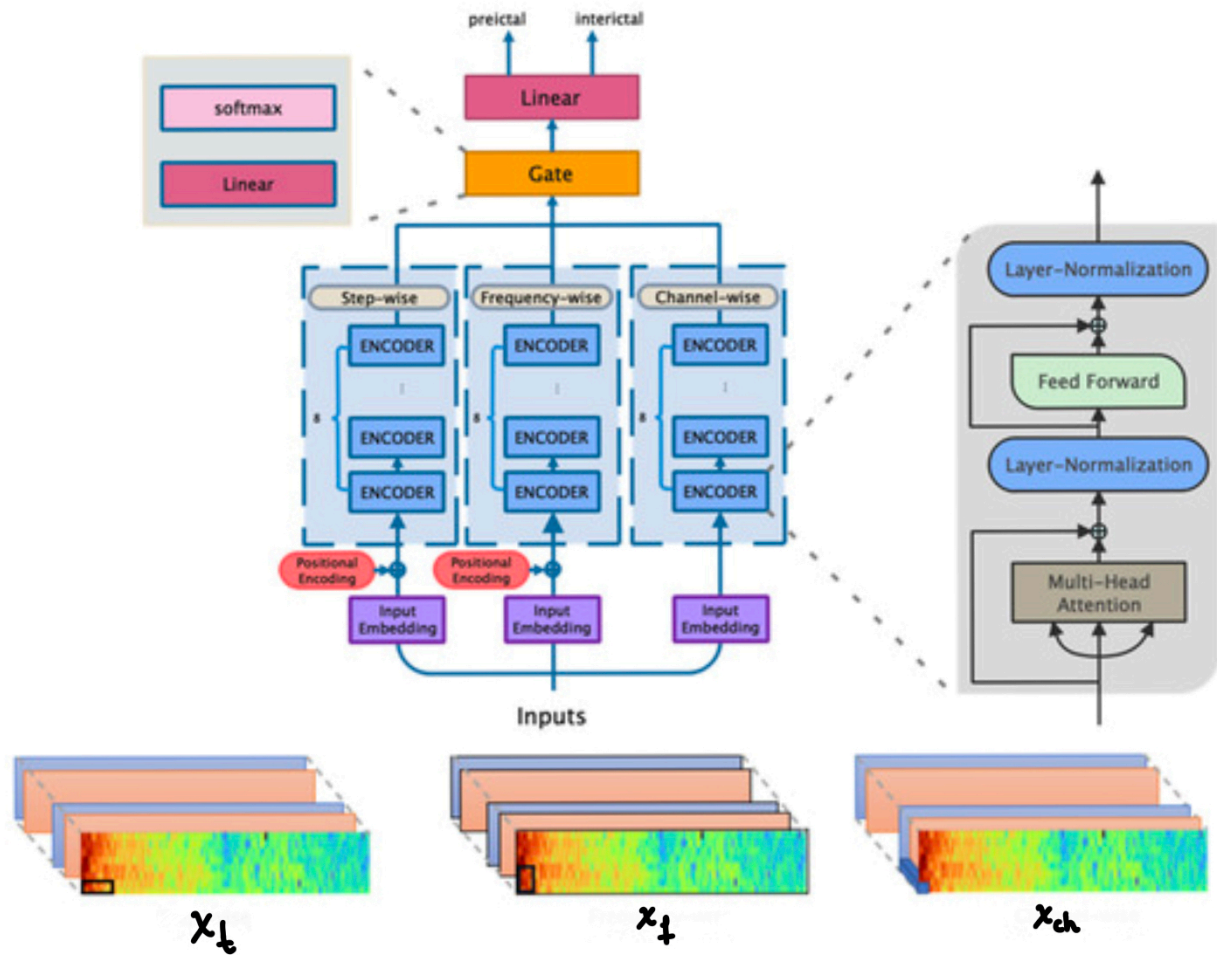 preictal interictal
Linear
softmax
Gate
Linear
Step-wise Frequency-wise Channel-wise
ENCODER ENCODER ENCODER
8 8 8
ENCODER ENCODER ENCODER
ENCODER ENCODER ENCODER
Positional Encoding Positional Encoding
Input Embedding Input Embedding Input Embedding
Inputs
Layer-Normalization
Feed Forward
Layer-Normalization
Multi-Head
Attention
x_t x_f x_ch